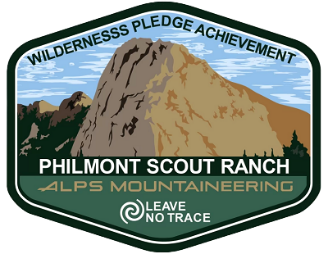 WILDERNESSS PLEDGE ACHIEVEMENT
PHILMONT SCOUT RANCH
ALPS MOUNTAINEERING
LEAVE
NO TRACE